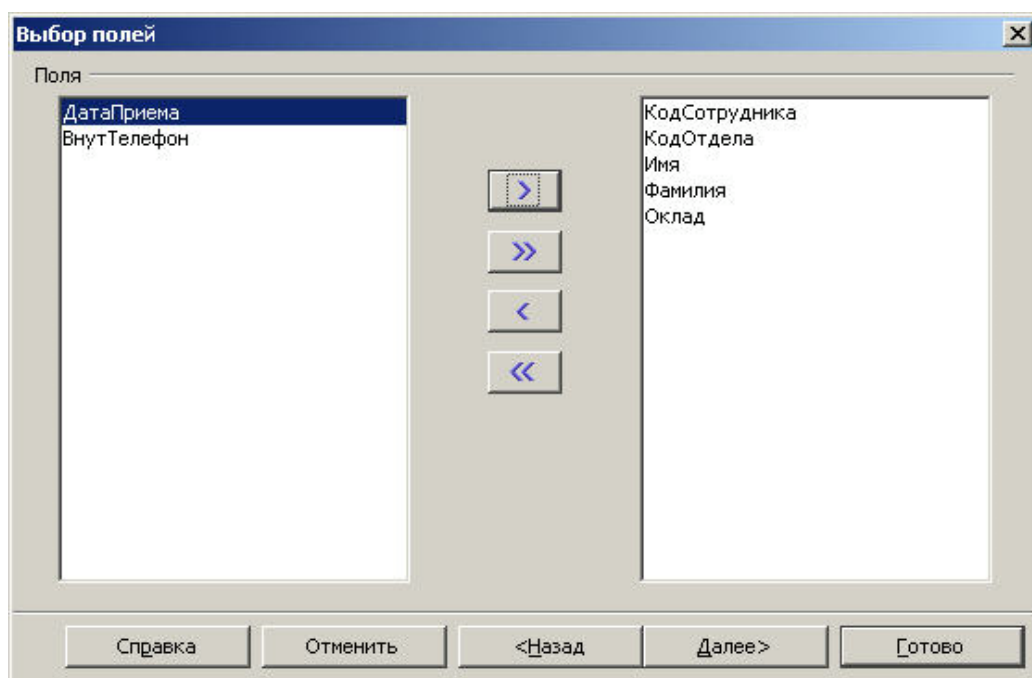 Выбор полей
Поля
ДатаПриема
ВнутТелефон
КодСотрудника
КодОтдела
Имя
Фамилия
Оклад
>
>>
<
<<
Справка
Отменить
<Назад
Далее>
Готово